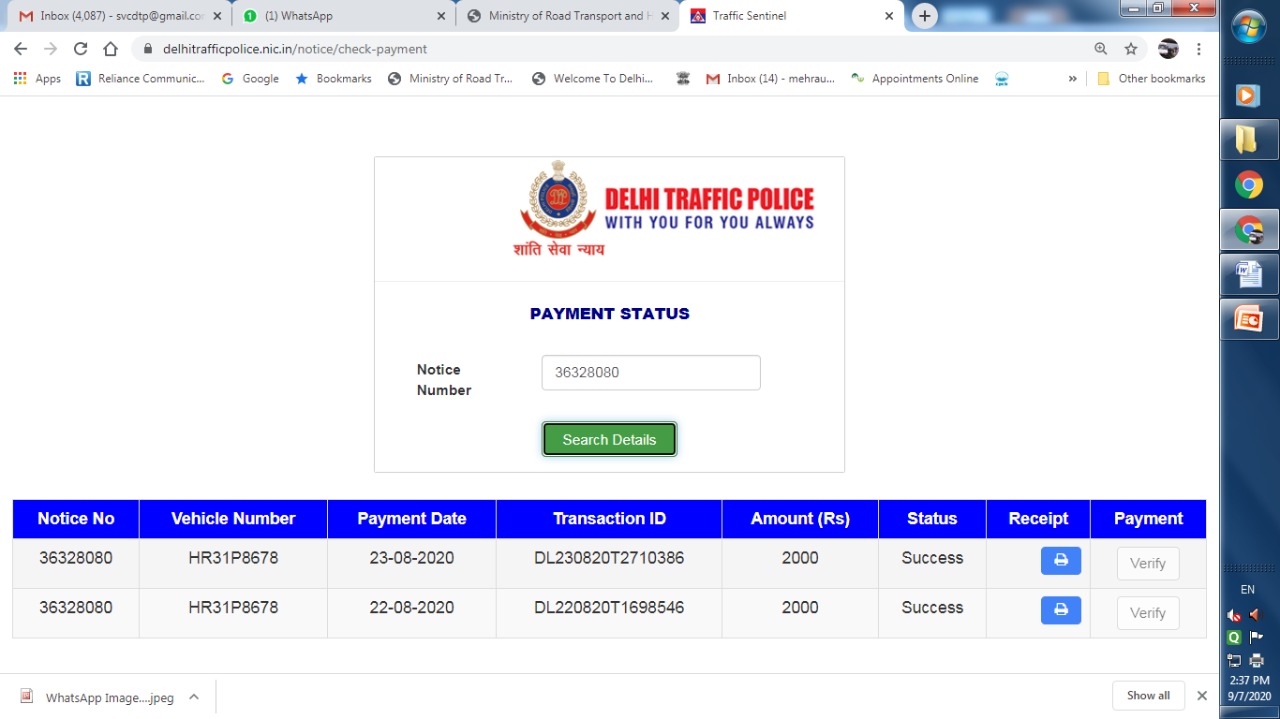 Inbox (4,087) - svcdtp@gmail.co
(1) WhatsApp
Ministry of Road Transport and H
Traffic Sentinel
delhitrafficpolice.nic.in/notice/check-payment
Apps
Reliance Communic...
Google
Bookmarks
Ministry of Road Tr...
Welcome To Delhi...
Inbox (14) - mehrau...
Appointments Online
»
Other bookmarks
DELHI TRAFFIC POLICE
WITH YOU FOR YOU ALWAYS
शांति सेवा न्याय
PAYMENT STATUS
Notice
Number
36328080
Search Details
Notice No Vehicle Number Payment Date Transaction ID Amount (Rs) Status Receipt Payment
36328080 HR31P8678 23-08-2020 DL230820T2710386 2000 Success Verify
36328080 HR31P8678 22-08-2020 DL220820T1698546 2000 Success Verify
WhatsApp Image....jpeg
Show all
EN
2:37 PM
9/7/2020